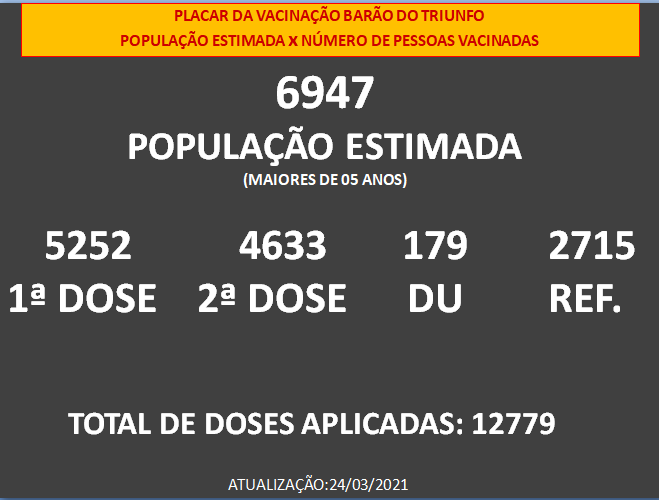 PLACAR DA VACINAÇÃO BARÃO DO TRIUNFO
POPULAÇÃO ESTIMADA x NÚMERO DE PESSOAS VACINADAS
6947
POPULAÇÃO ESTIMADA
(MAIORES DE 05 ANOS)
5252 4633 179 2715
1ª DOSE 2ª DOSE DU REF.
TOTAL DE DOSES APLICADAS: 12779
ATUALIZAÇÃO:24/03/2021